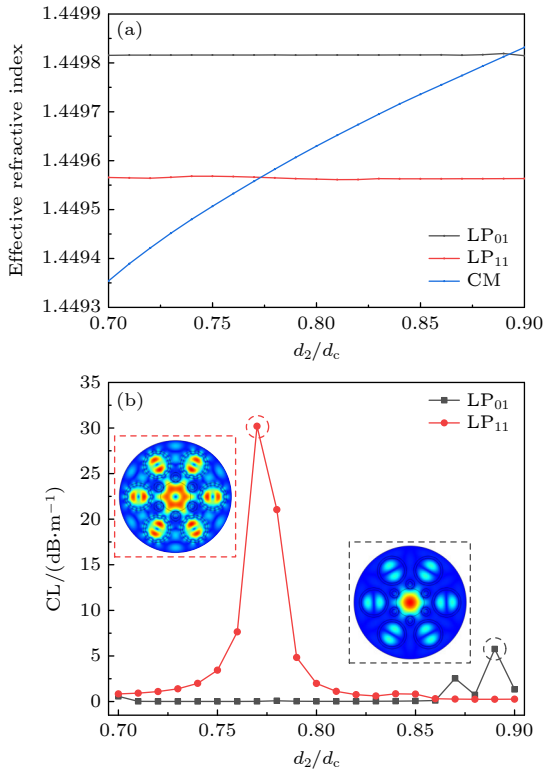 (a)
1.4498
1.4497
1.4496
1.4495
1.4494
1.4493
Effective refractive index
LP01
LP11
CM
0.70 0.75 0.80 0.85 0.90
d2/dc
(b)
35
30
25
20
15
10
5
0
CL/(dB·m−1)
LP01
LP11
0.70 0.75 0.80 0.85 0.90
d2/dc